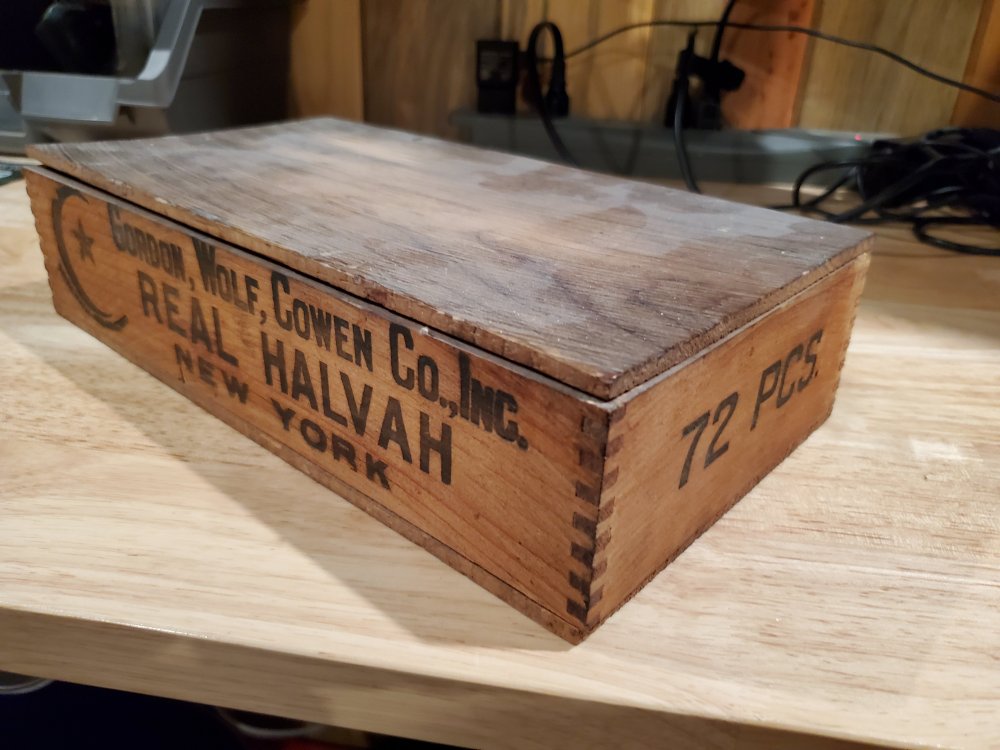 GORDON, WOLF, COWEN CO., INC.
REAL HALVAH
NEW YORK
72 PCS.